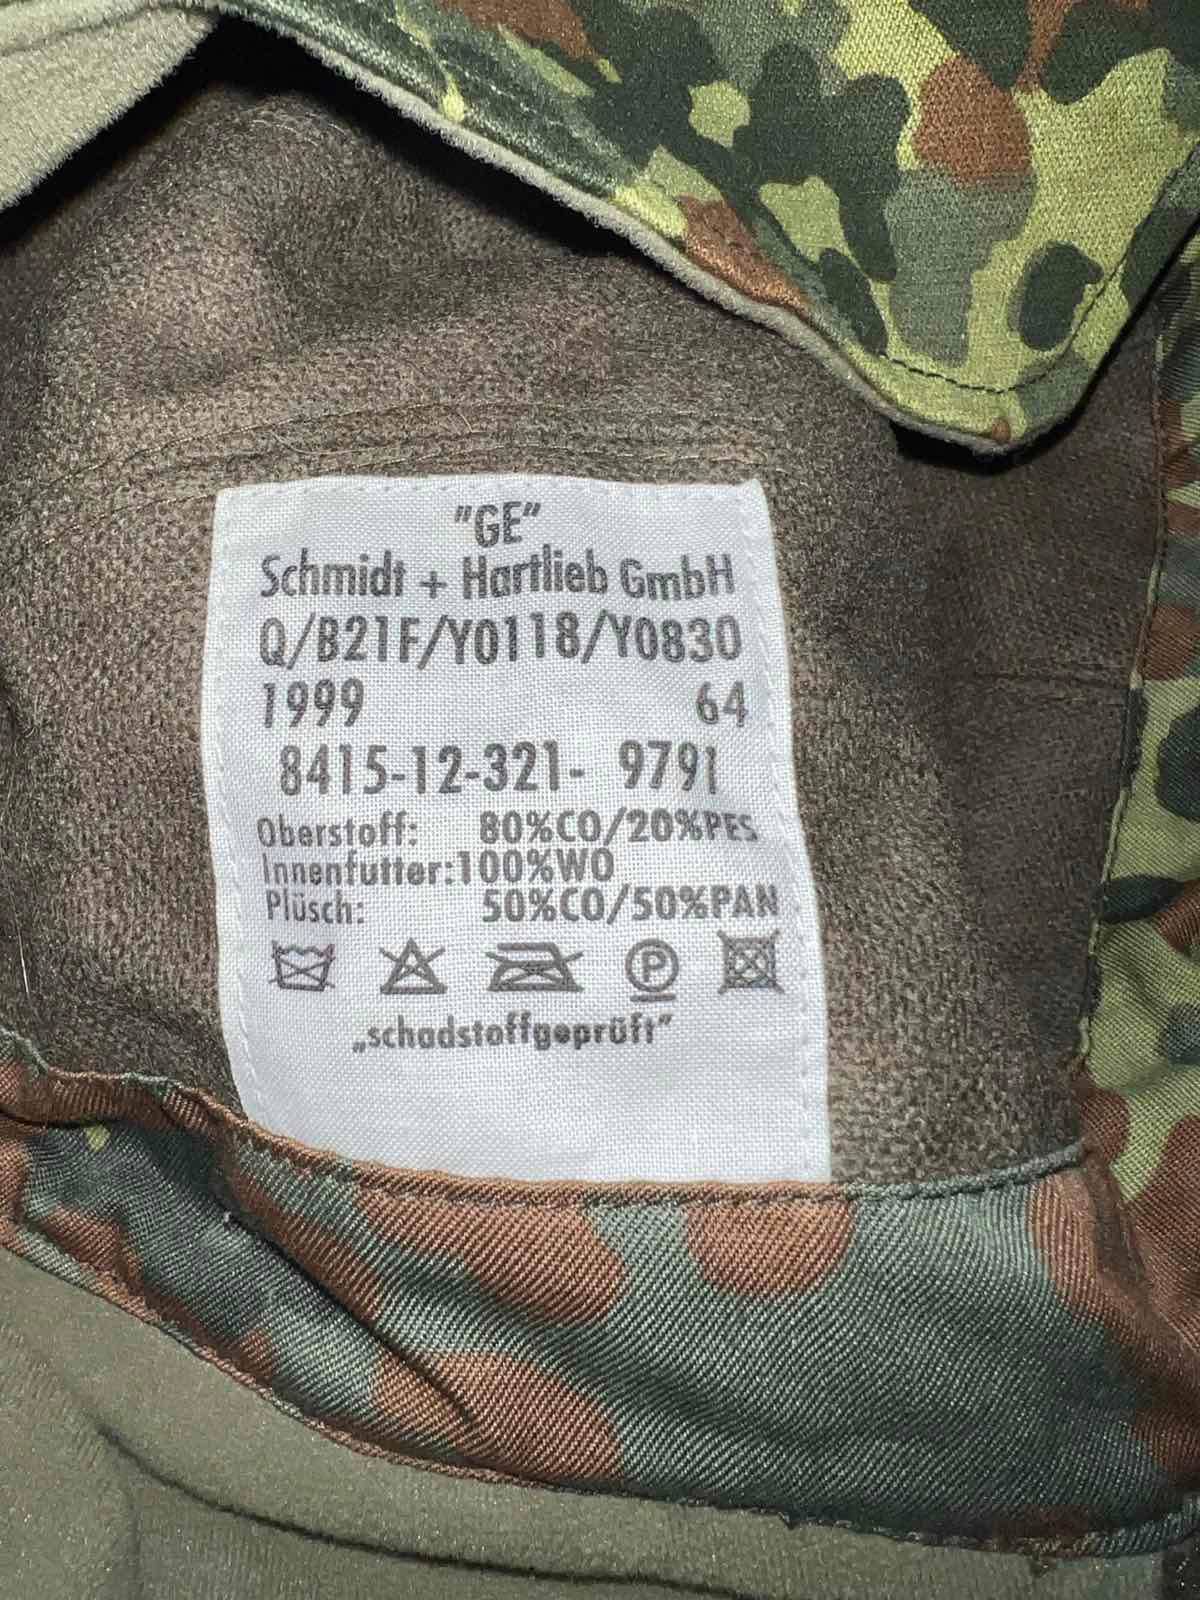 "GE"
Schmidt + Hartlieb GmbH
Q/B21F/Y0118/Y0830
1999 64
8415-12-321- 9791
Oberstoff: 80%CO/20%PES
Innenfutter:100%WO
Plüsch: 50%CO/50%PAN
P
„schadstoffgeprüft”